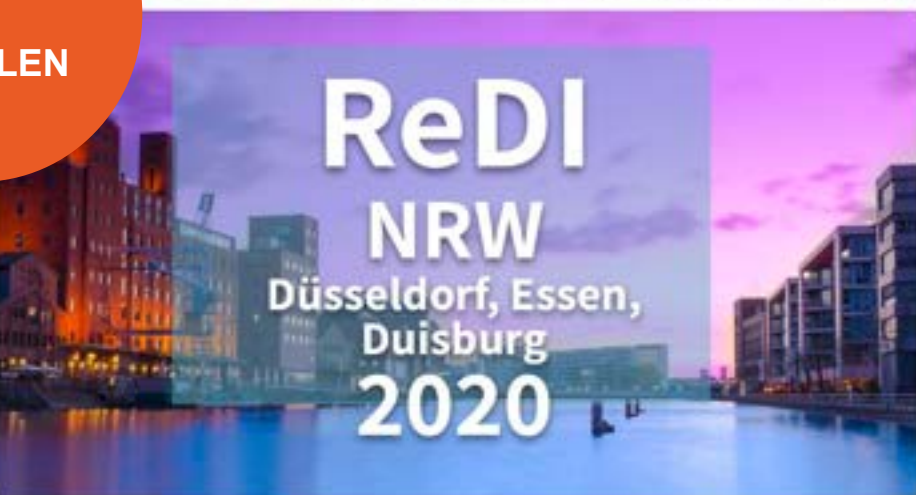 LEN
ReDI
NRW
Düsseldorf, Essen,
Duisburg
2020